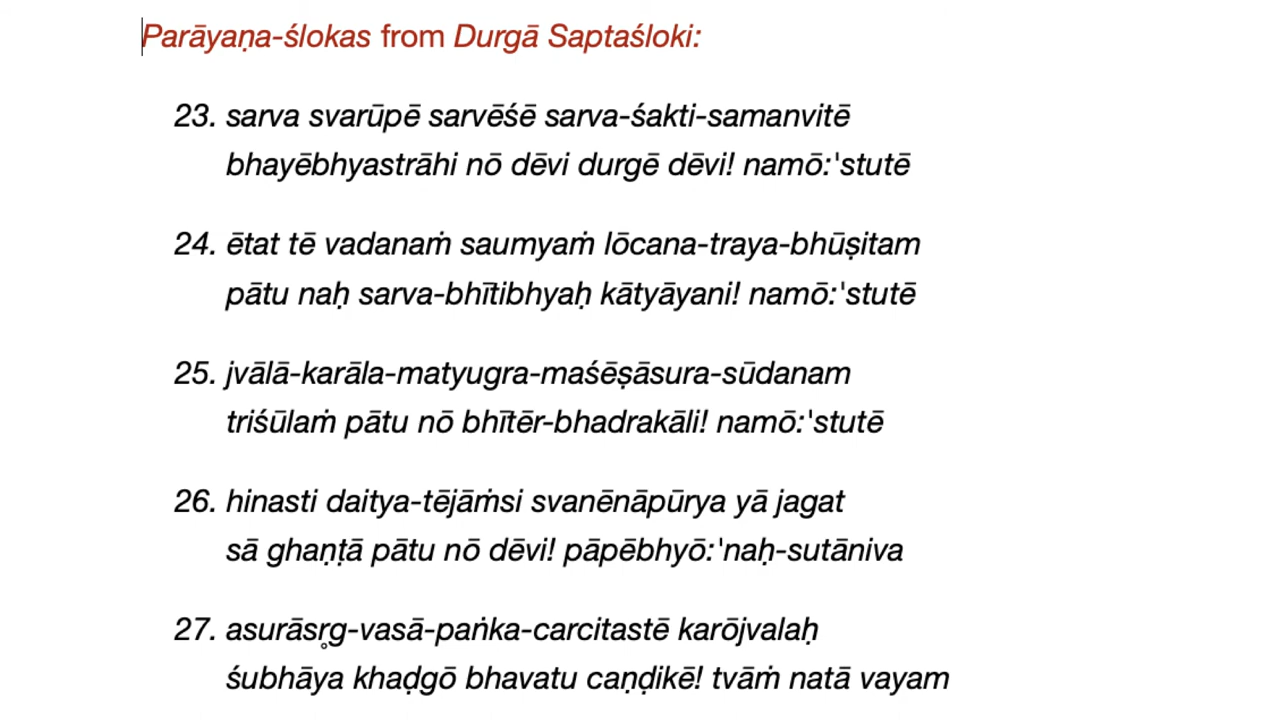 Parāyaṇa-ślokas from Durgā Saptaśloki:
23. sarva svarūpē sarvēśē sarva-śakti-samanvitē
bhayēbhyastrāhi nō dēvi durgē dēvi! namō:'stutē
24. ētat tē vadanaṁ saumyaṁ lōcana-traya-bhūṣitam
pātu naḥ sarva-bhītibhyaḥ kātyāyani! namō:'stutē
25. jvālā-karāla-matyugra-maśēṣāsura-sūdanam
triśūlaṁ pātu nō bhītēr-bhadrakāli! namō:'stutē
26. hinasti daitya-tējāṁsi svanēnāpūrya yā jagat
sā ghaṇṭā pātu nō dēvi! pāpēbhyō:'naḥ-sutāniva
27. asurāsr̥g-vasā-paṅka-carcitastē karōjvalaḥ
śubhāya khaḍgō bhavatu caṇḍikē! tvāṁ natā vayam